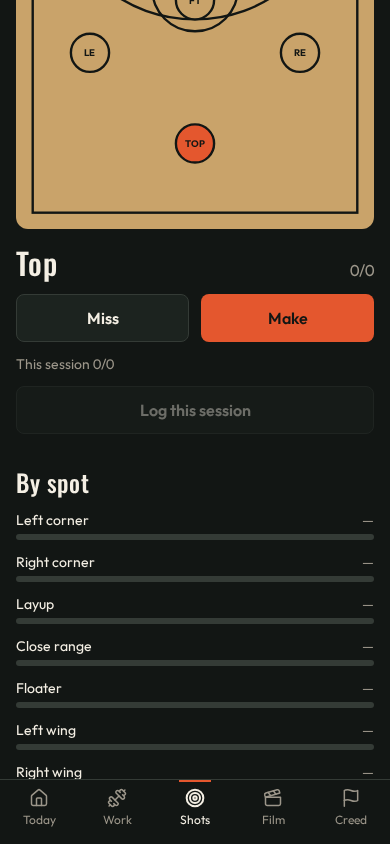 FT
LE RE
TOP
Top 0/0
Miss Make
This session 0/0
Log this session
By spot
Left corner —
Right corner —
Layup —
Close range —
Floater —
Left wing —
Right wing —
Today Work Shots Film Creed